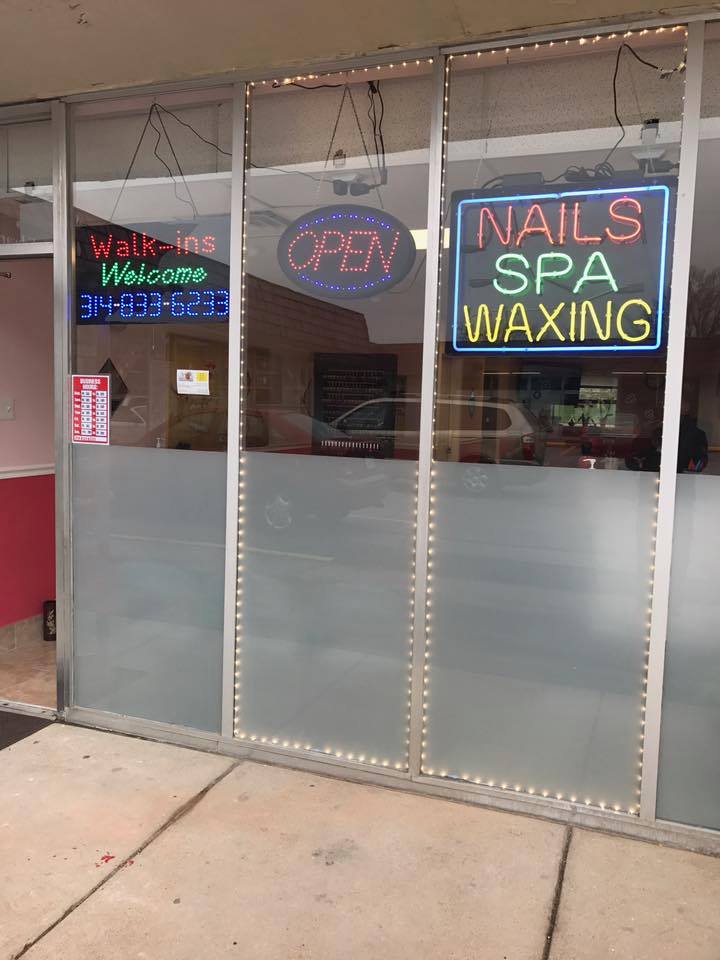 Walk-ins
Welcome
314-833-6233
OPEN
NAILS
SPA
WAXING
BUSINESS
HOURS